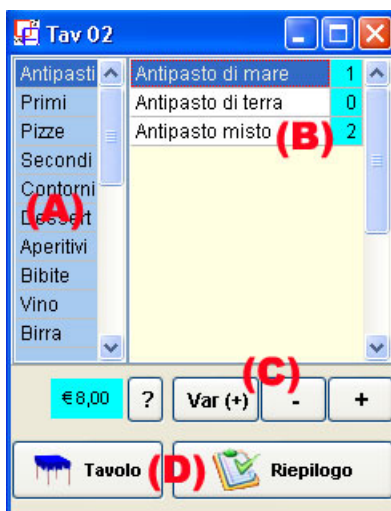 Tav 02
Antipasti Antipasto di mare 1
Primi Antipasto di terra 0
Pizze Antipasto misto 2
(B)
Secondi
Contorni
(A)
Dessert
Aperitivi
Bibite
Vino
Birra
(C)
€8,00 ? Var (+) - +
Tavolo (D) Riepilogo